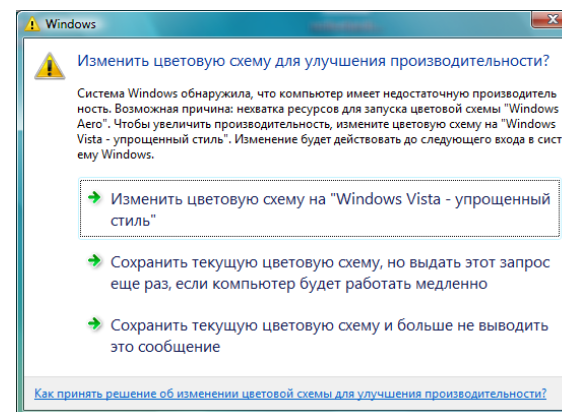 Windows
Изменить цветовую схему для улучшения производительности?
Система Windows обнаружила, что компьютер имеет недостаточную производитель
ность. Возможная причина: нехватка ресурсов для запуска цветовой схемы "Windows
Aero". Чтобы увеличить производительность, измените цветовую схему на "Windows
Vista - упрощенный стиль". Изменение будет действовать до следующего входа в сист
ему Windows.
Изменить цветовую схему на "Windows Vista - упрощенный
стиль"
Сохранить текущую цветовую схему, но выдать этот запрос
еще раз, если компьютер будет работать медленно
Сохранить текущую цветовую схему и больше не выводить
это сообщение
Как принять решение об изменении цветовой схемы для улучшения производительности?